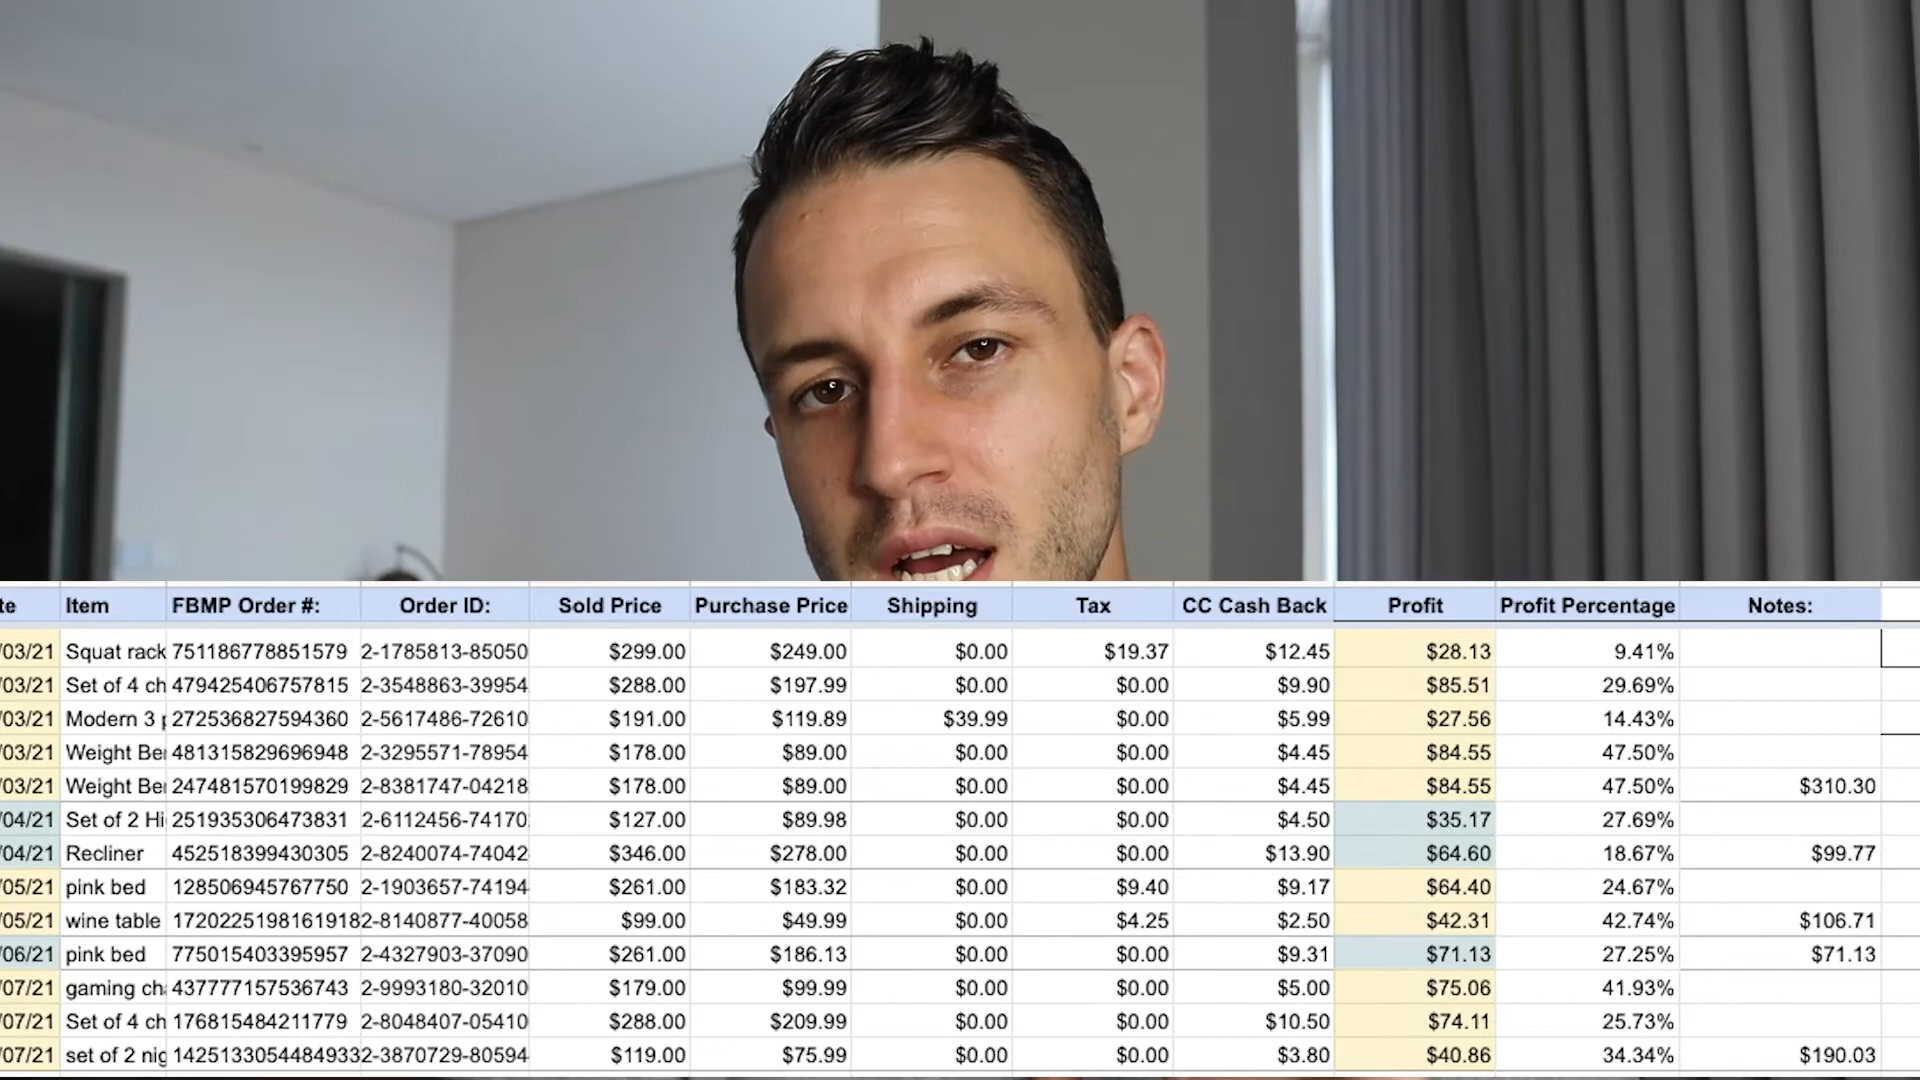 te Item FBMP Order #: Order ID: Sold Price Purchase Price Shipping Tax CC Cash Back Profit Profit Percentage Notes:
/03/21 Squat rack 751186778851579 2-1785813-85050 $299.00 $249.00 $0.00 $19.37 $12.45 $28.13 9.41%
/03/21 Set of 4 ch 479425406757815 2-3548863-39954 $288.00 $197.99 $0.00 $0.00 $9.90 $85.51 29.69%
/03/21 Modern 3 p 272536827594360 2-5617486-72610 $191.00 $119.89 $39.99 $0.00 $5.99 $27.56 14.43%
/03/21 Weight Be 481315829696948 2-3295571-78954 $178.00 $89.00 $0.00 $0.00 $4.45 $84.55 47.50%
/03/21 Weight Be 247481570199829 2-8381747-04218 $178.00 $89.00 $0.00 $0.00 $4.45 $84.55 47.50% $310.30
/04/21 Set of 2 Hi 251935306473831 2-6112456-74170 $127.00 $89.98 $0.00 $0.00 $4.50 $35.17 27.69%
/04/21 Recliner 452518399430305 2-8240074-74042 $346.00 $278.00 $0.00 $0.00 $13.90 $64.60 18.67% $99.77
/05/21 pink bed 128506945767750 2-1903657-74194 $261.00 $183.32 $0.00 $9.40 $9.17 $64.40 24.67%
/05/21 wine table 1720225198161918 2-8140877-40058 $99.00 $49.99 $0.00 $4.25 $2.50 $42.31 42.74% $106.71
/06/21 pink bed 775015403395957 2-4327903-37090 $261.00 $186.13 $0.00 $0.00 $9.31 $71.13 27.25% $71.13
/07/21 gaming cha 437777157536743 2-9993180-32010 $179.00 $99.99 $0.00 $0.00 $5.00 $75.06 41.93%
/07/21 Set of 4 ch 176815484211779 2-8048407-05410 $288.00 $209.99 $0.00 $0.00 $10.50 $74.11 25.73%
/07/21 set of 2 nig 1425133054484933 2-3870729-80594 $119.00 $75.99 $0.00 $0.00 $3.80 $40.86 34.34% $190.03